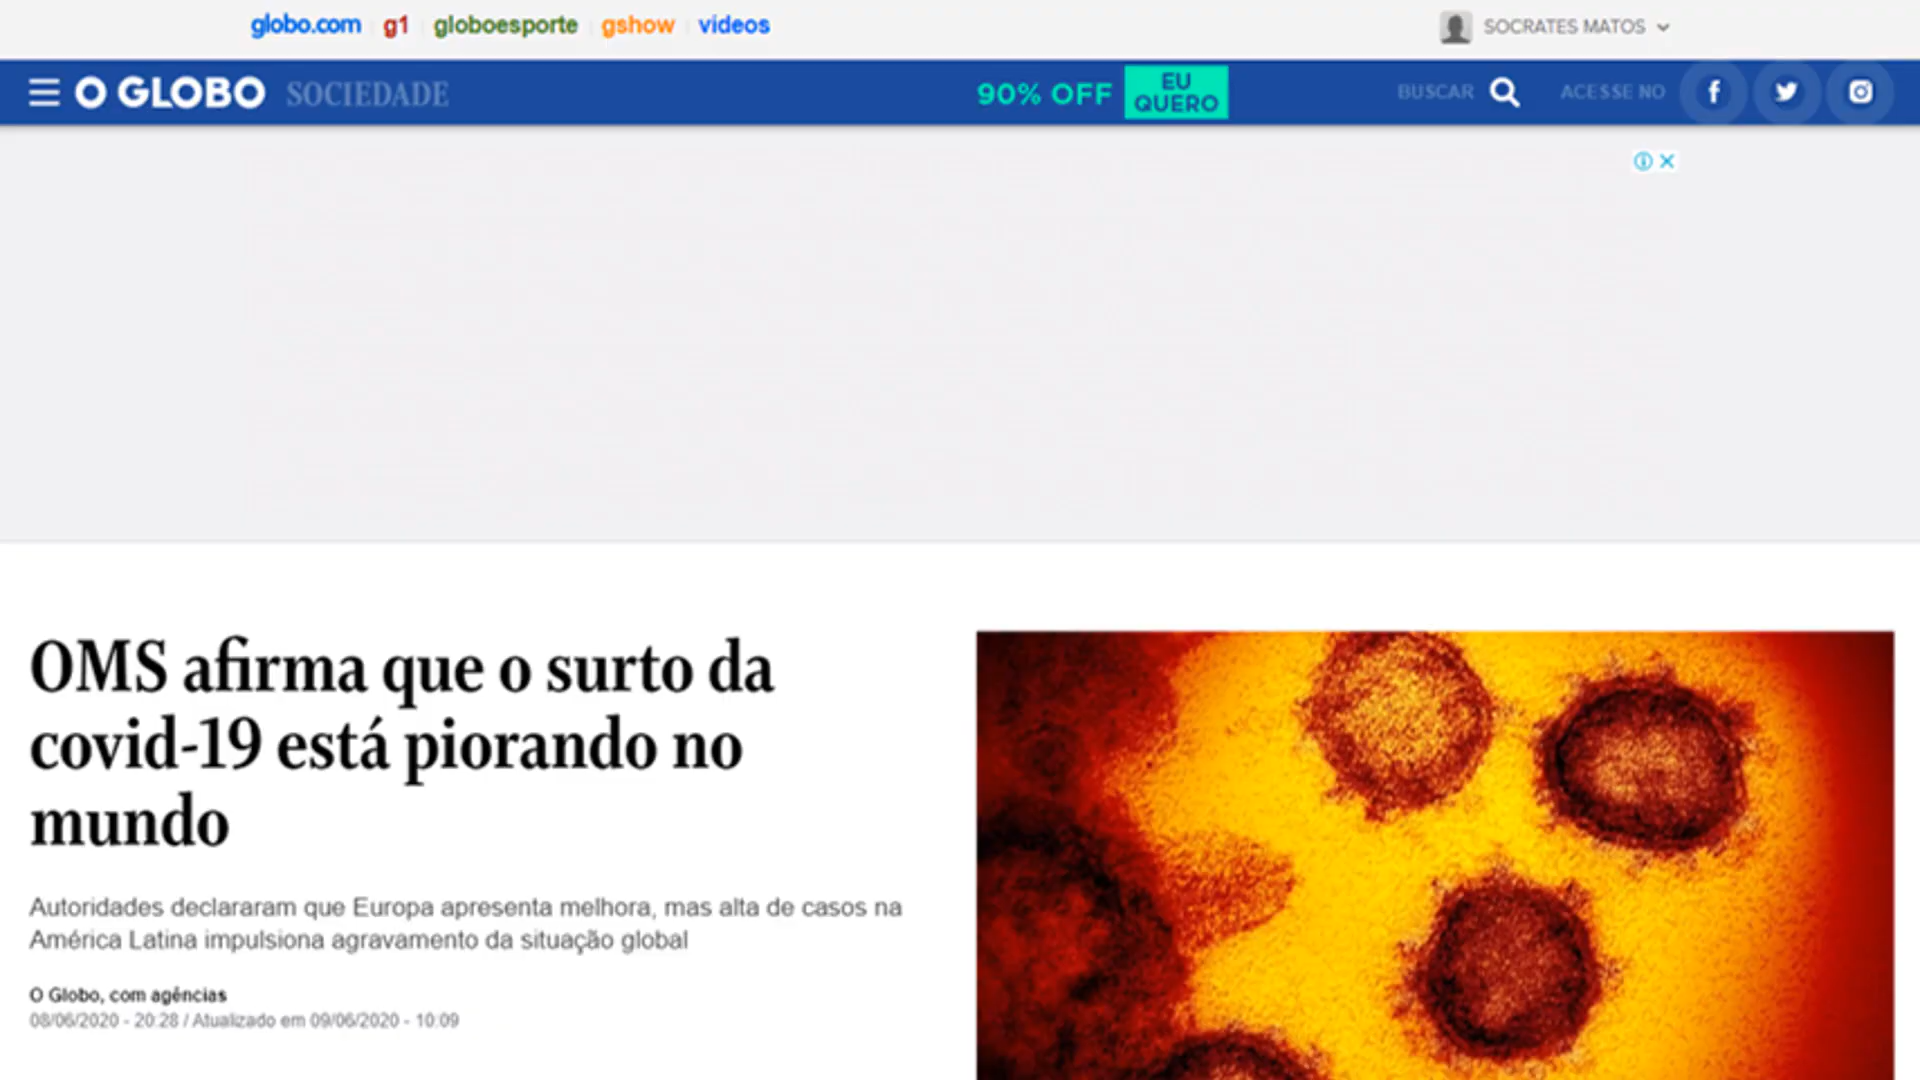 globo.com g1 globoesporte gshow videos
SOCRATES MATOS
O GLOBO SOCIEDADE
90% OFF
EU
QUERO
BUSCAR
ACESSE NO
OMS afirma que o surto da
covid-19 está piorando no
mundo
Autoridades declararam que Europa apresenta melhora, mas alta de casos na
América Latina impulsiona agravamento da situação global
O Globo, com agências
08/06/2020 - 20:28 / Atualizado em 09/06/2020 - 10:09